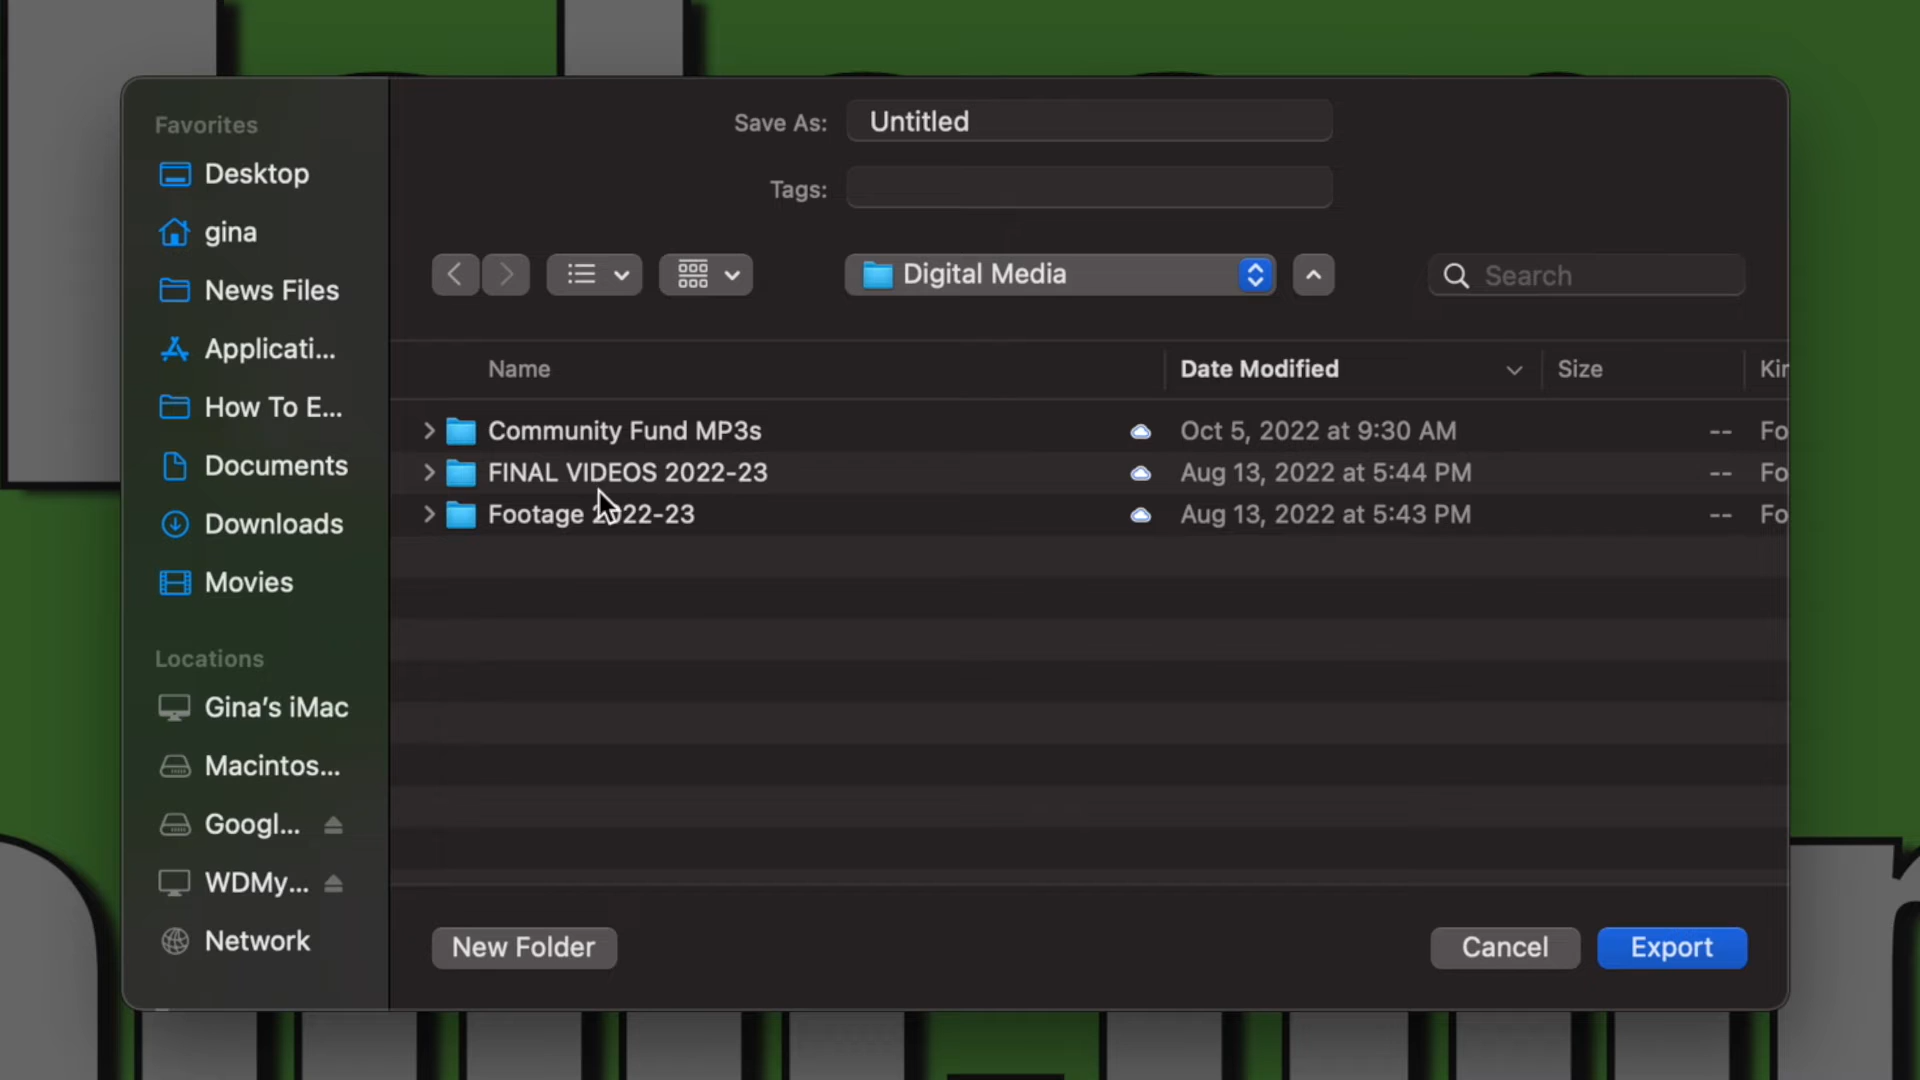 Favorites
Desktop
gina
News Files
Applicati...
How To E...
Documents
Downloads
Movies
Locations
Gina's iMac
Macintos...
Googl...
WDMy...
Network
Save As: Untitled
Tags:
Digital Media
Search
Name Date Modified Size Kin
Community Fund MP3s Oct 5, 2022 at 9:30 AM -- Fo
FINAL VIDEOS 2022-23 Aug 13, 2022 at 5:44 PM -- Fo
Footage 2022-23 Aug 13, 2022 at 5:43 PM -- Fo
New Folder Cancel Export